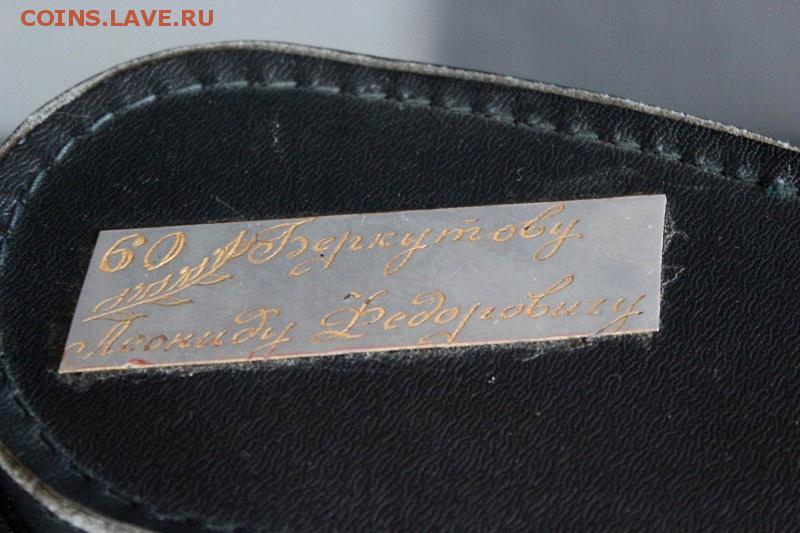 COINS.LAVE.RU
60 Беркутову
Леониду Федоровичу